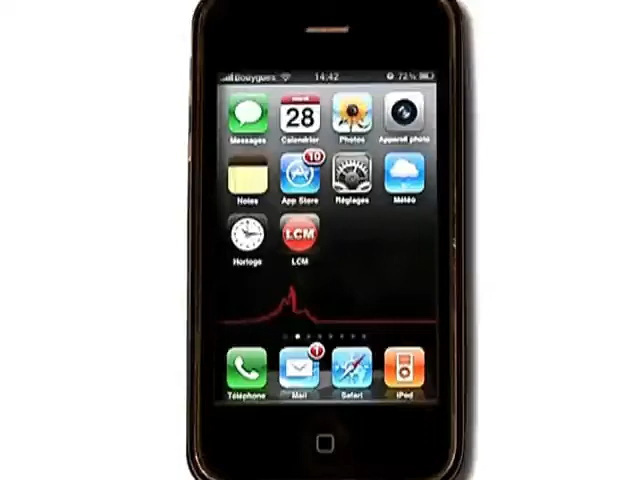 Bouygues 14:42 72%
28
Messages Calendrier Photos Appareil photo
10
Notes App Store Réglages Météo
LCM
Horloge LCM
1
Téléphone Mail Safari iPod